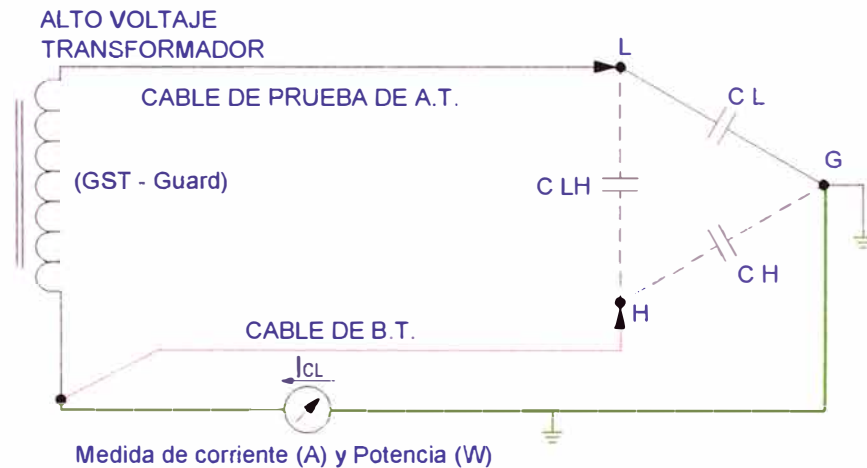 ALTO VOLTAJE
TRANSFORMADOR
L
CABLE DE PRUEBA DE A.T.
C L
G
(GST - Guard)
C LH
C H
H
CABLE DE B.T.
ICL
Medida de corriente (A) y Potencia (W)